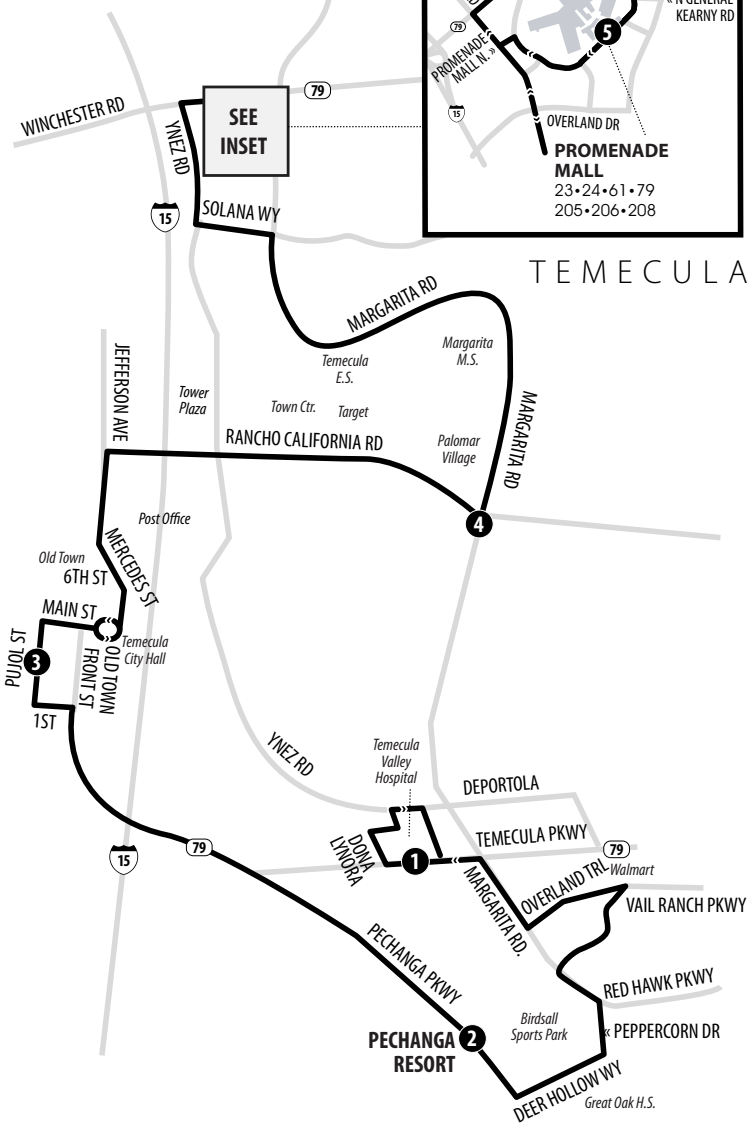 « N GENERAL
KEARNY RD
5
79
PROMENADE
MALL N. »
15
OVERLAND DR
PROMENADE
MALL
23•24•61•79
205•206•208
79
SEE
INSET
WINCHESTER RD
YNEZ RD
15
SOLANA WY
TEMECULA
MARGARITA RD
Margarita
M.S.
Temecula
E.S.
JEFFERSON AVE
Tower
Plaza
Town Ctr.
Target
MARGARITA RD
RANCHO CALIFORNIA RD
Palomar
Village
4
Post Office
MERCEDES ST
Old Town
6TH ST
MAIN ST
Temecula
City Hall
PUJOL ST
3
OLD TOWN
FRONT ST
1ST
YNEZ RD
Temecula
Valley
Hospital
DEPORTOLA
TEMECULA PKWY
79
15
79
DONA
LYNORA
1
MARGARITA RD.
OVERLAND TRL
Walmart
VAIL RANCH PKWY
PECHANGA PKWY
RED HAWK PKWY
Birdsall
Sports Park
« PEPPERCORN DR
PECHANGA
RESORT
2
DEER HOLLOW WY
Great Oak H.S.